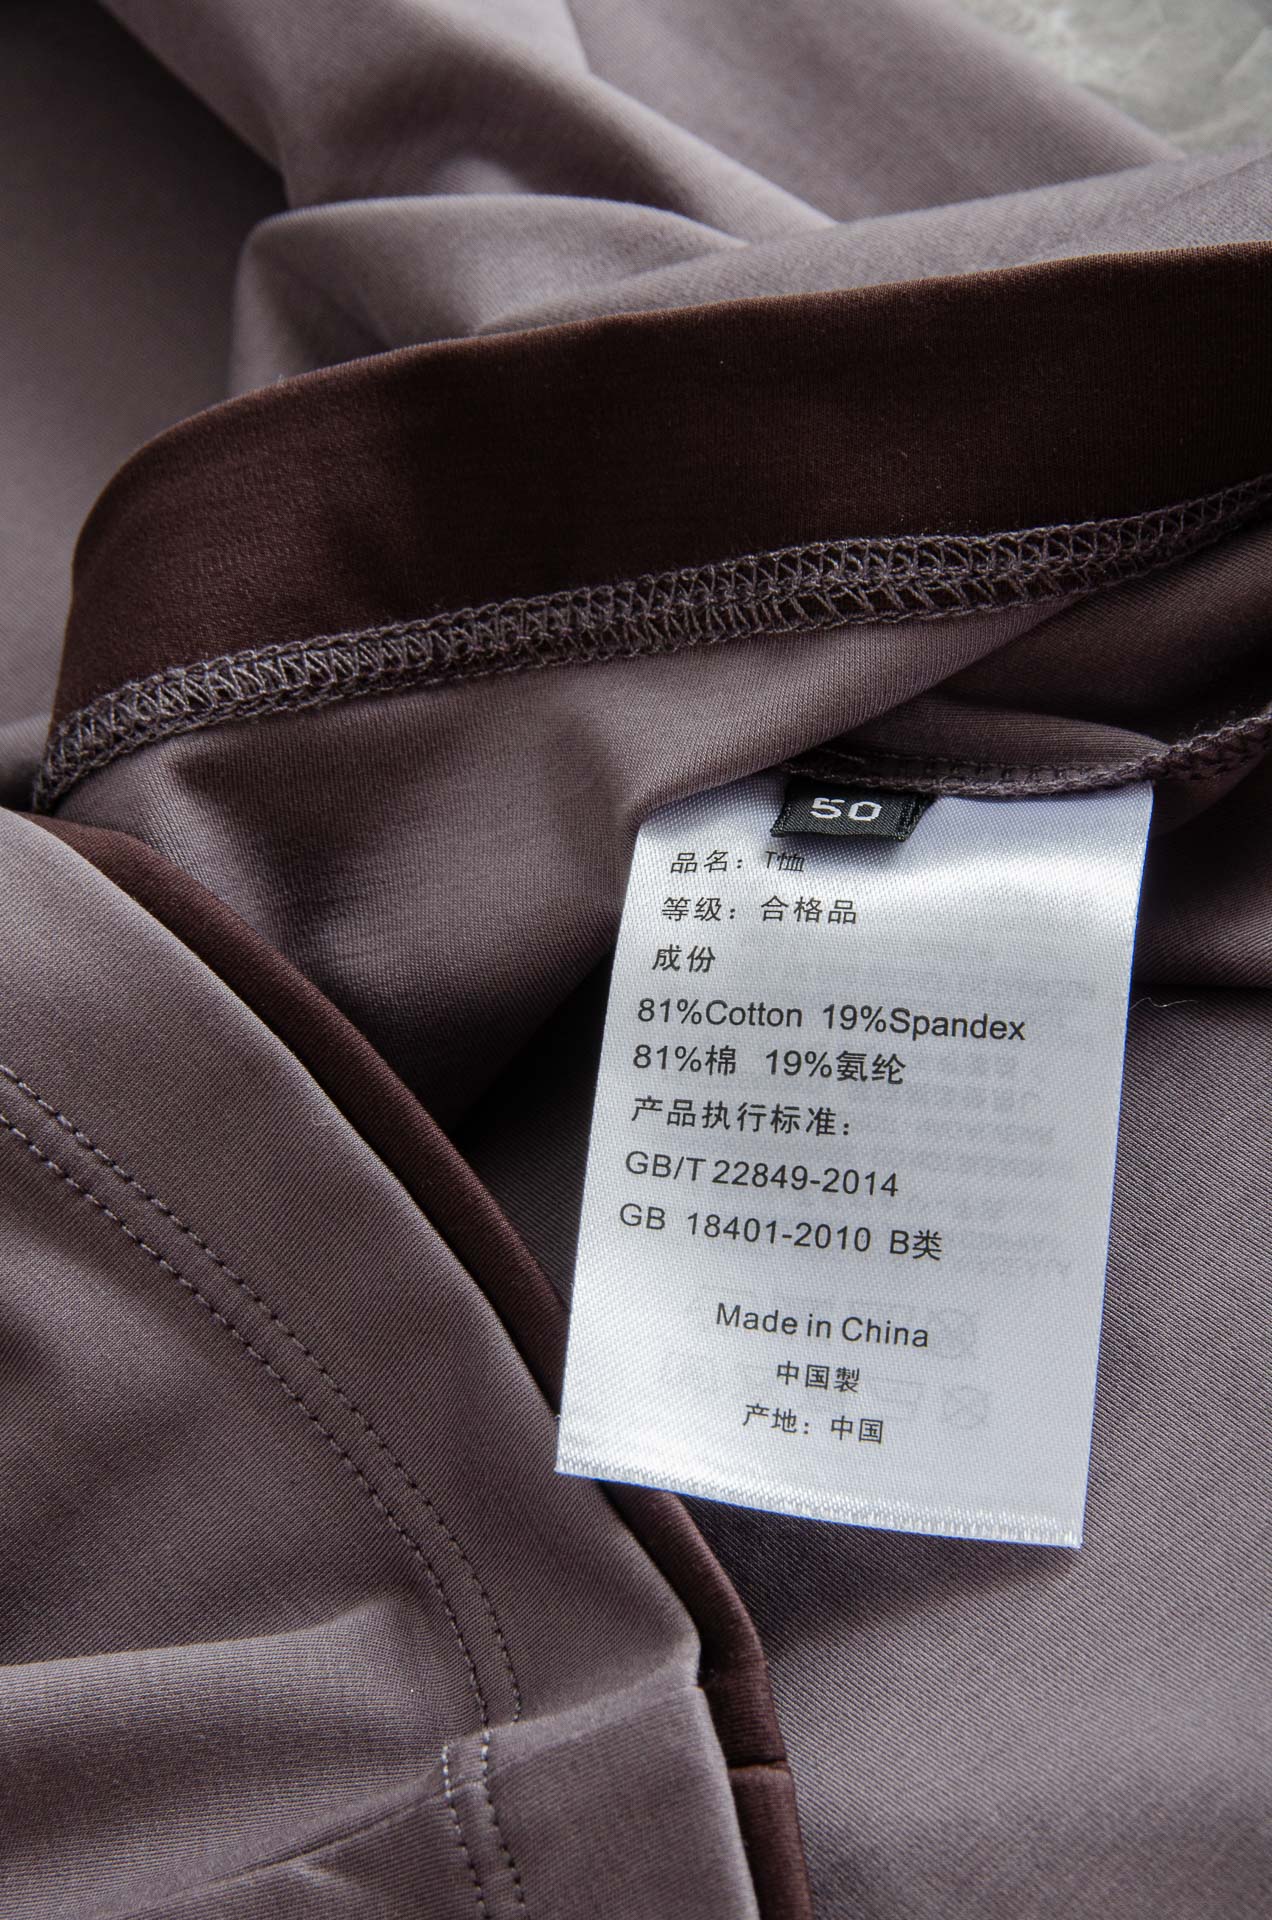 50
品名：T恤
等级：合格品
成份
81%Cotton 19%Spandex
81%棉 19%氨纶
产品执行标准：
GB/T 22849-2014
GB 18401-2010 B类
Made in China
中国製
产地：中国